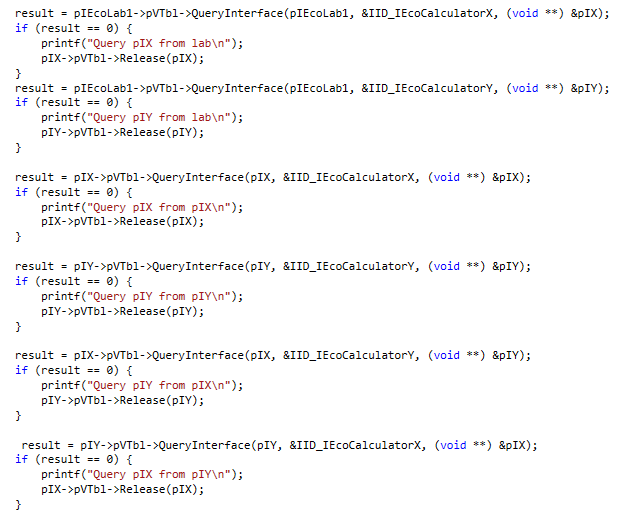 result = pIEcoLab1->pVTbl->QueryInterface(pIEcoLab1, &IID_IEcoCalculatorX, (void **) &pIX);
if (result == 0) {
    printf("Query pIX from lab\n");
    pIX->pVTbl->Release(pIX);
}
result = pIEcoLab1->pVTbl->QueryInterface(pIEcoLab1, &IID_IEcoCalculatorY, (void **) &pIY);
if (result == 0) {
    printf("Query pIY from lab\n");
    pIY->pVTbl->Release(pIY);
}

result = pIX->pVTbl->QueryInterface(pIX, &IID_IEcoCalculatorX, (void **) &pIX);
if (result == 0) {
    printf("Query pIX from pIX\n");
    pIX->pVTbl->Release(pIX);
}

result = pIY->pVTbl->QueryInterface(pIY, &IID_IEcoCalculatorY, (void **) &pIY);
if (result == 0) {
    printf("Query pIY from pIY\n");
    pIY->pVTbl->Release(pIY);
}

result = pIX->pVTbl->QueryInterface(pIX, &IID_IEcoCalculatorY, (void **) &pIY);
if (result == 0) {
    printf("Query pIY from pIX\n");
    pIY->pVTbl->Release(pIY);
}

 result = pIY->pVTbl->QueryInterface(pIY, &IID_IEcoCalculatorX, (void **) &pIX);
if (result == 0) {
    printf("Query pIX from pIY\n");
    pIX->pVTbl->Release(pIX);
}